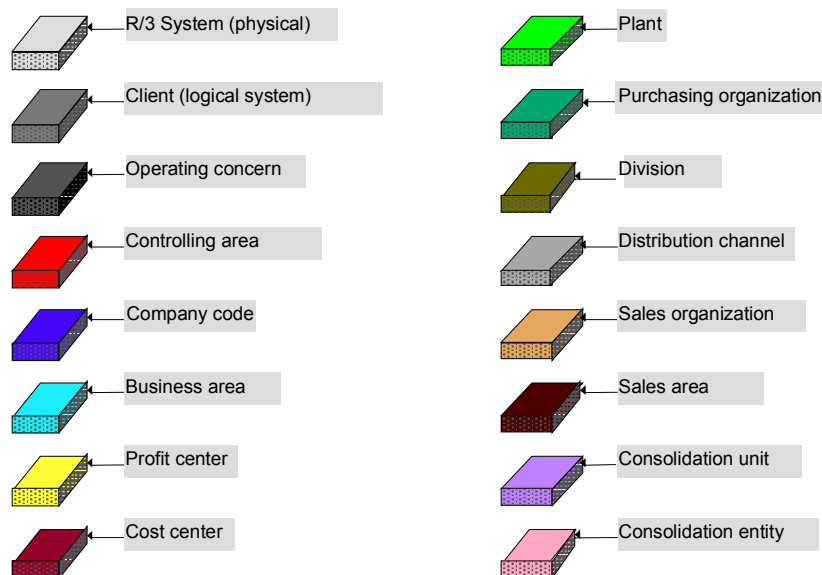 R/3 System (physical)
Client (logical system)
Operating concern
Controlling area
Company code
Business area
Profit center
Cost center
Plant
Purchasing organization
Division
Distribution channel
Sales organization
Sales area
Consolidation unit
Consolidation entity